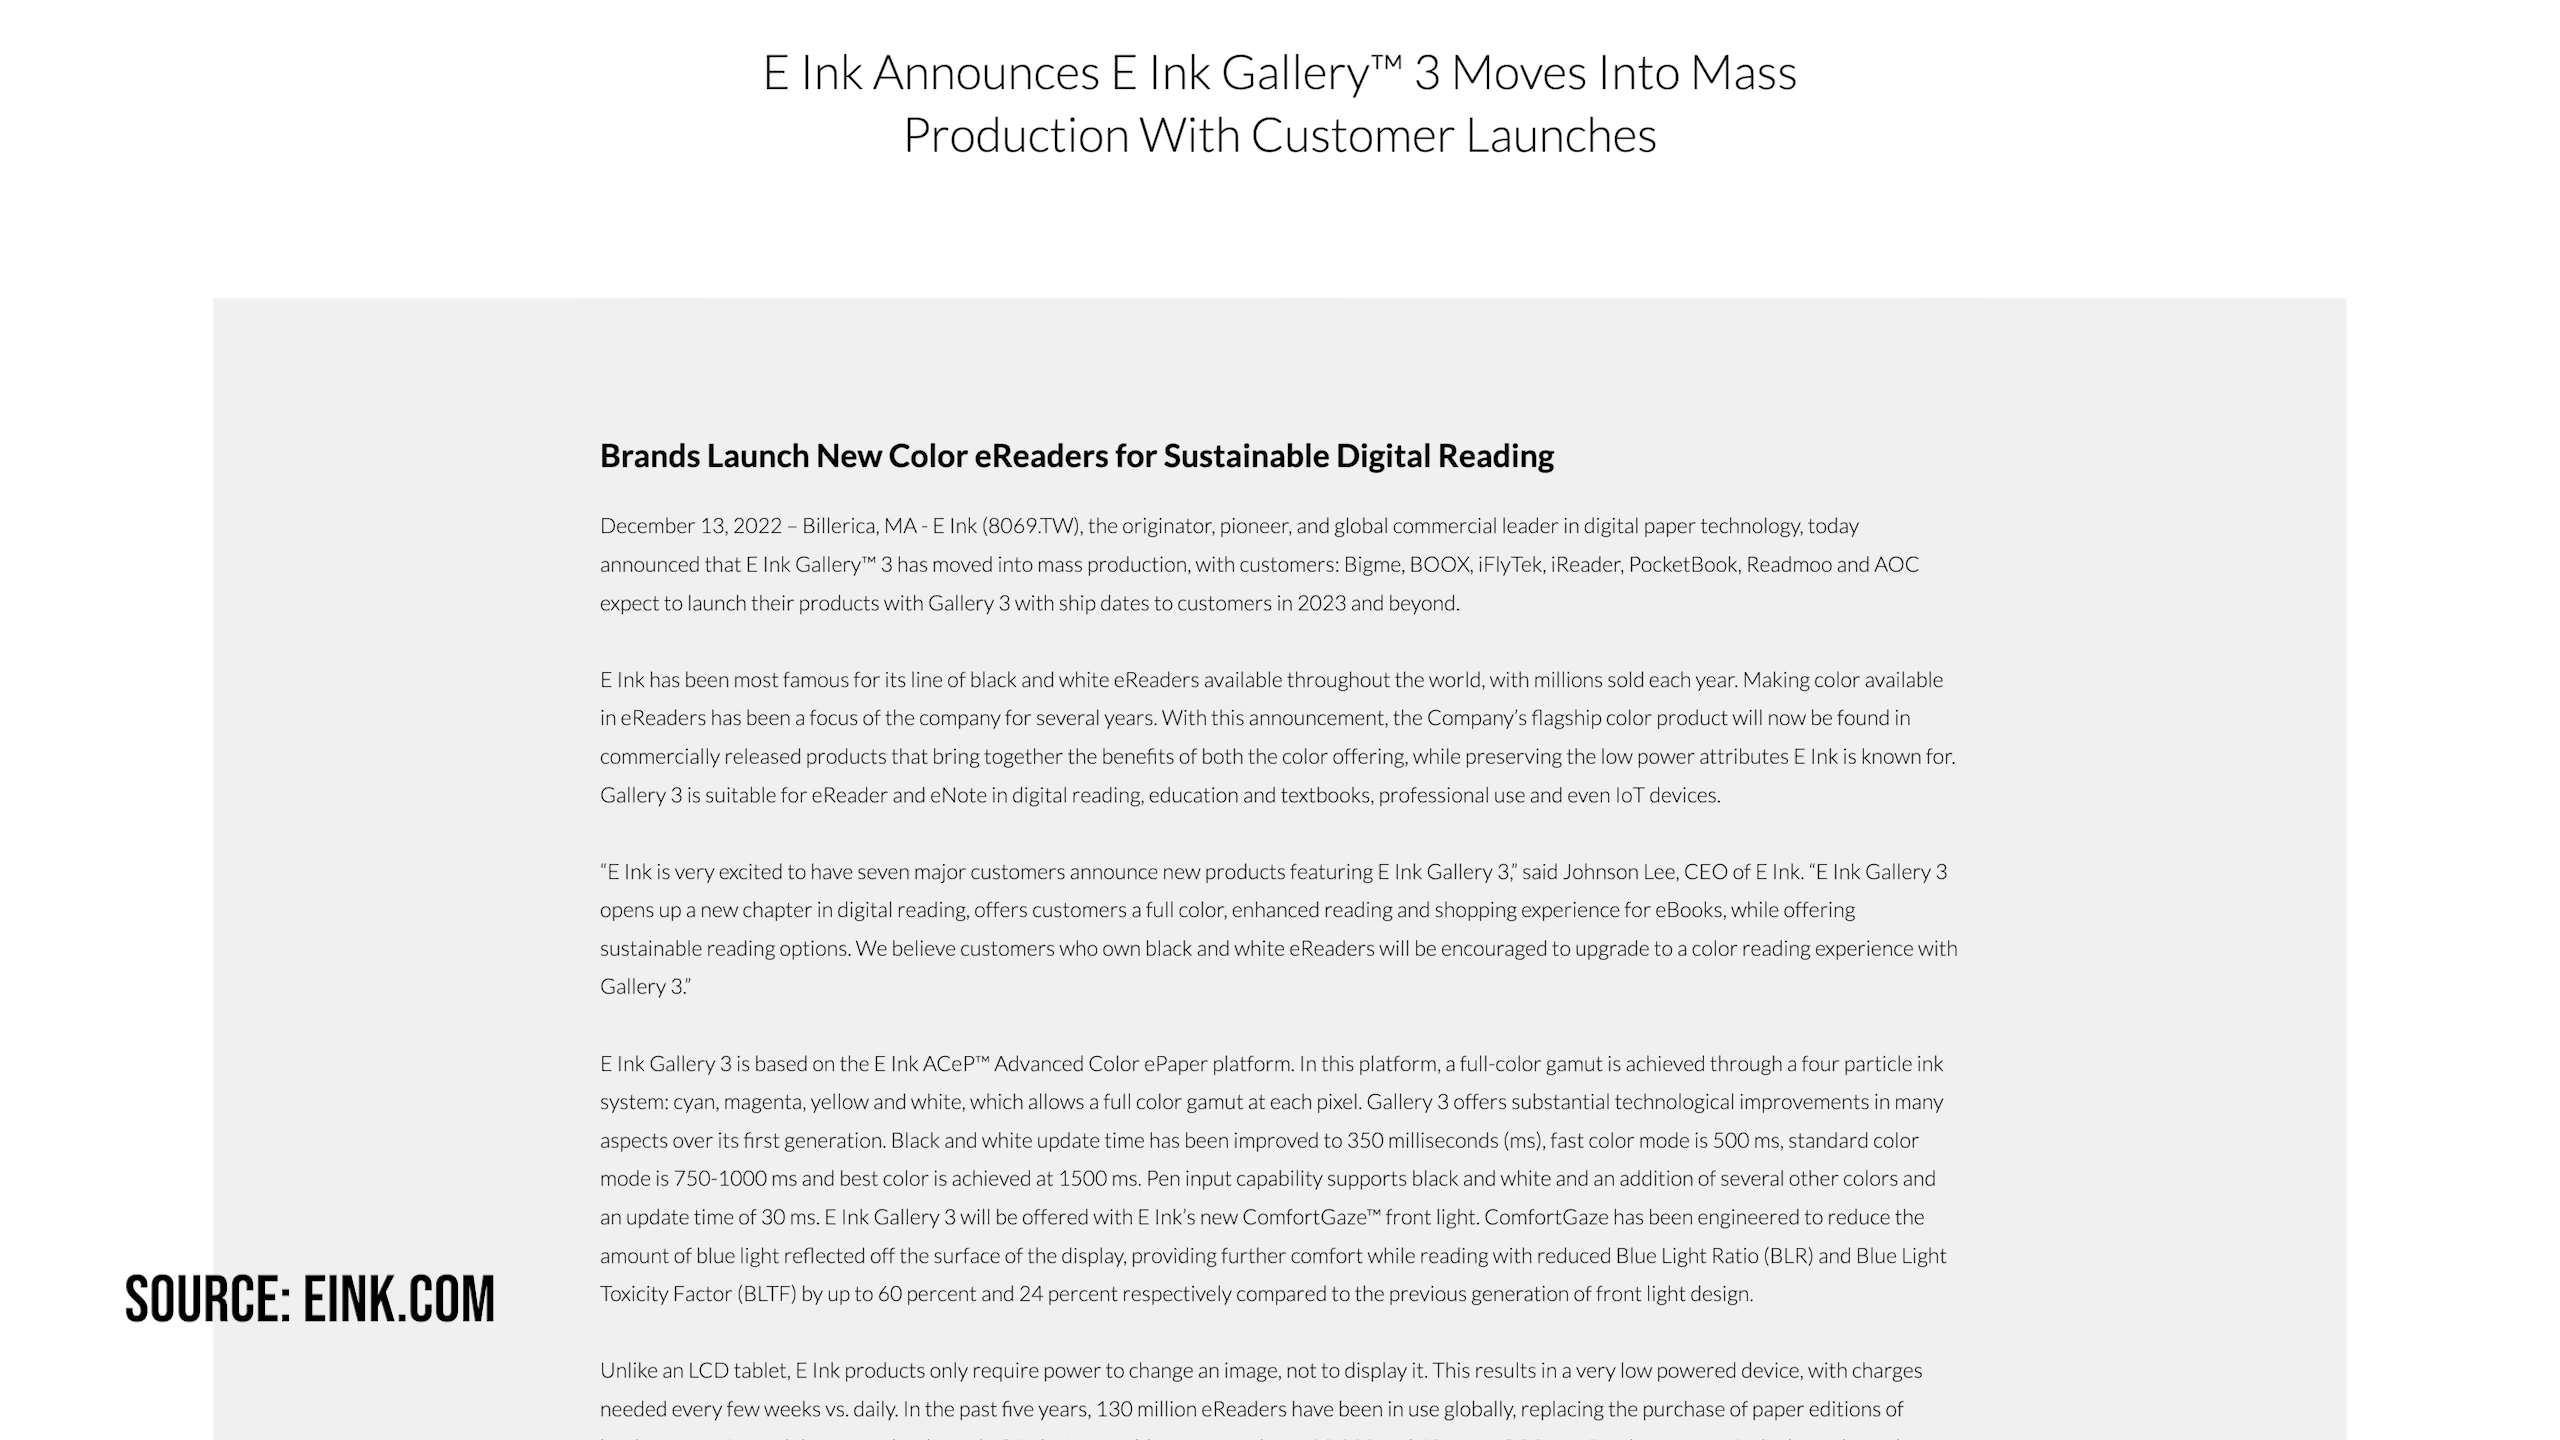 E Ink Announces E Ink Gallery™ 3 Moves Into Mass
Production With Customer Launches
Brands Launch New Color eReaders for Sustainable Digital Reading
December 13, 2022 – Billerica, MA - E Ink (8069.TW), the originator, pioneer, and global commercial leader in digital paper technology, today
announced that E Ink Gallery™ 3 has moved into mass production, with customers: Bigme, BOOX, iFlyTek, iReader, PocketBook, Readmoo and AOC
expect to launch their products with Gallery 3 with ship dates to customers in 2023 and beyond.
E Ink has been most famous for its line of black and white eReaders available throughout the world, with millions sold each year. Making color available
in eReaders has been a focus of the company for several years. With this announcement, the Company’s flagship color product will now be found in
commercially released products that bring together the benefits of both the color offering, while preserving the low power attributes E Ink is known for.
Gallery 3 is suitable for eReader and eNote in digital reading, education and textbooks, professional use and even IoT devices.
“E Ink is very excited to have seven major customers announce new products featuring E Ink Gallery 3,” said Johnson Lee, CEO of E Ink. “E Ink Gallery 3
opens up a new chapter in digital reading, offers customers a full color, enhanced reading and shopping experience for eBooks, while offering
sustainable reading options. We believe customers who own black and white eReaders will be encouraged to upgrade to a color reading experience with
Gallery 3.”
E Ink Gallery 3 is based on the E Ink ACeP™ Advanced Color ePaper platform. In this platform, a full-color gamut is achieved through a four particle ink
system: cyan, magenta, yellow and white, which allows a full color gamut at each pixel. Gallery 3 offers substantial technological improvements in many
aspects over its first generation. Black and white update time has been improved to 350 milliseconds (ms), fast color mode is 500 ms, standard color
mode is 750-1000 ms and best color is achieved at 1500 ms. Pen input capability supports black and white and an addition of several other colors and
an update time of 30 ms. E Ink Gallery 3 will be offered with E Ink’s new ComfortGaze™ front light. ComfortGaze has been engineered to reduce the
amount of blue light reflected off the surface of the display, providing further comfort while reading with reduced Blue Light Ratio (BLR) and Blue Light
Toxicity Factor (BLTF) by up to 60 percent and 24 percent respectively compared to the previous generation of front light design.
SOURCE: EINK.COM
Unlike an LCD tablet, E Ink products only require power to change an image, not to display it. This results in a very low powered device, with charges
needed every few weeks vs. daily. In the past five years, 130 million eReaders have been in use globally, replacing the purchase of paper editions of